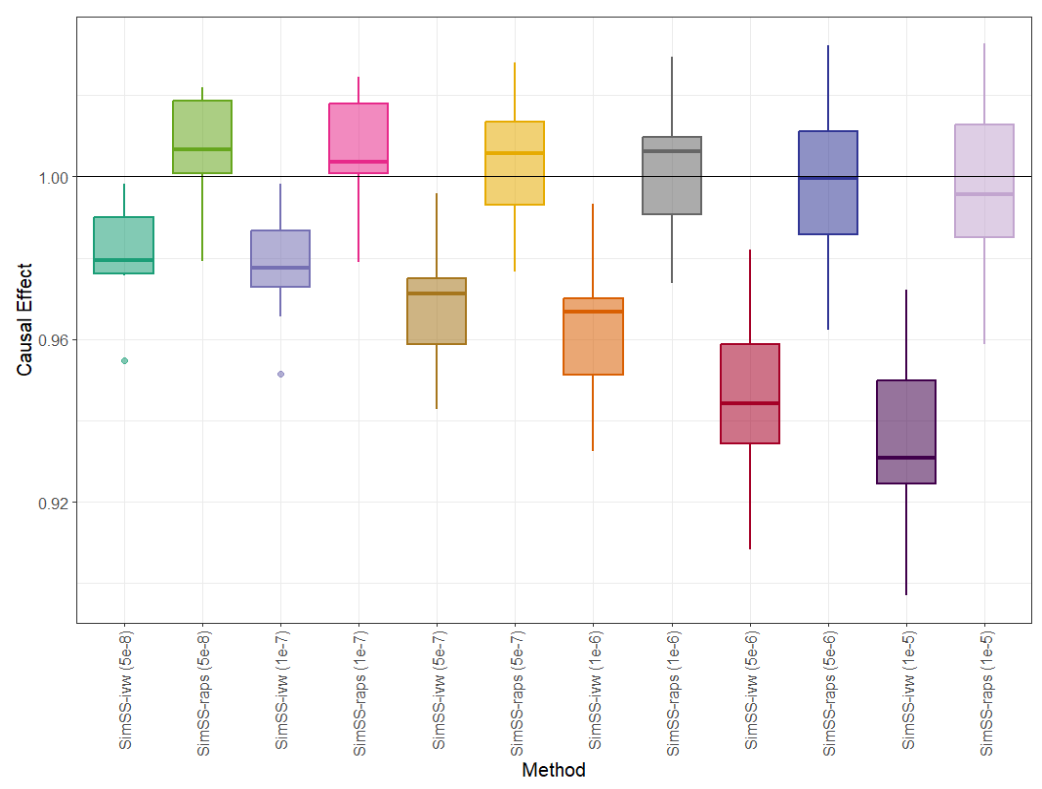 Causal Effect
1.00
0.96
0.92
SimSS-ivw (5e-8)
SimSS-raps (5e-8)
SimSS-ivw (1e-7)
SimSS-raps (1e-7)
SimSS-ivw (5e-7)
SimSS-raps (5e-7)
SimSS-ivw (1e-6)
SimSS-raps (1e-6)
SimSS-ivw (5e-6)
SimSS-raps (5e-6)
SimSS-ivw (1e-5)
SimSS-raps (1e-5)
Method